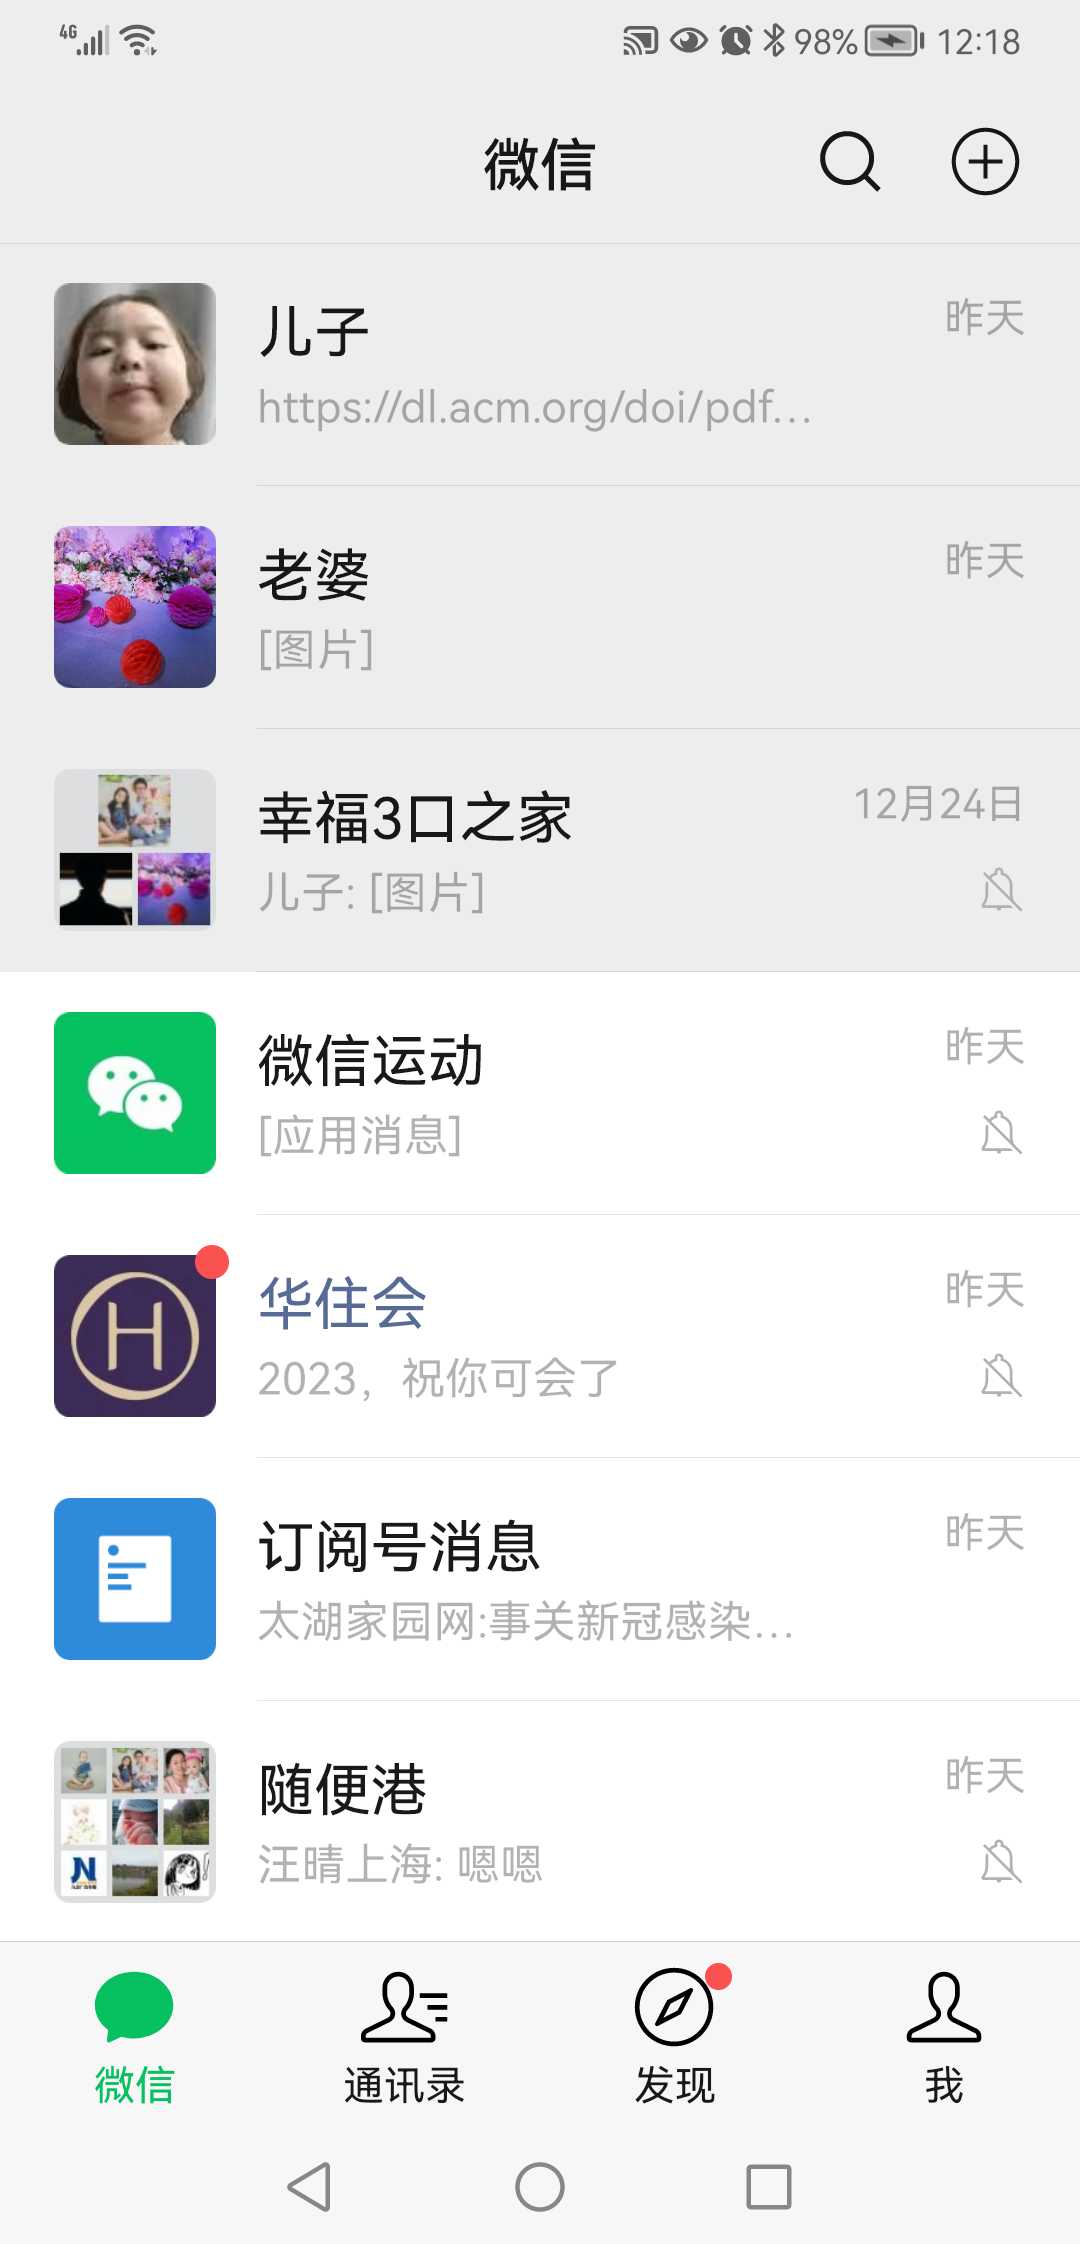 4G 98% 12:18
微信
儿子 昨天
https://dl.acm.org/doi/pdf...
老婆 昨天
[图片]
幸福3口之家 12月24日
儿子: [图片]
微信运动 昨天
[应用消息]
华住会 昨天
2023，祝你可会了
订阅号消息 昨天
太湖家园网:事关新冠感染...
随便港 昨天
汪晴上海: 嗯嗯
微信 通讯录 发现 我